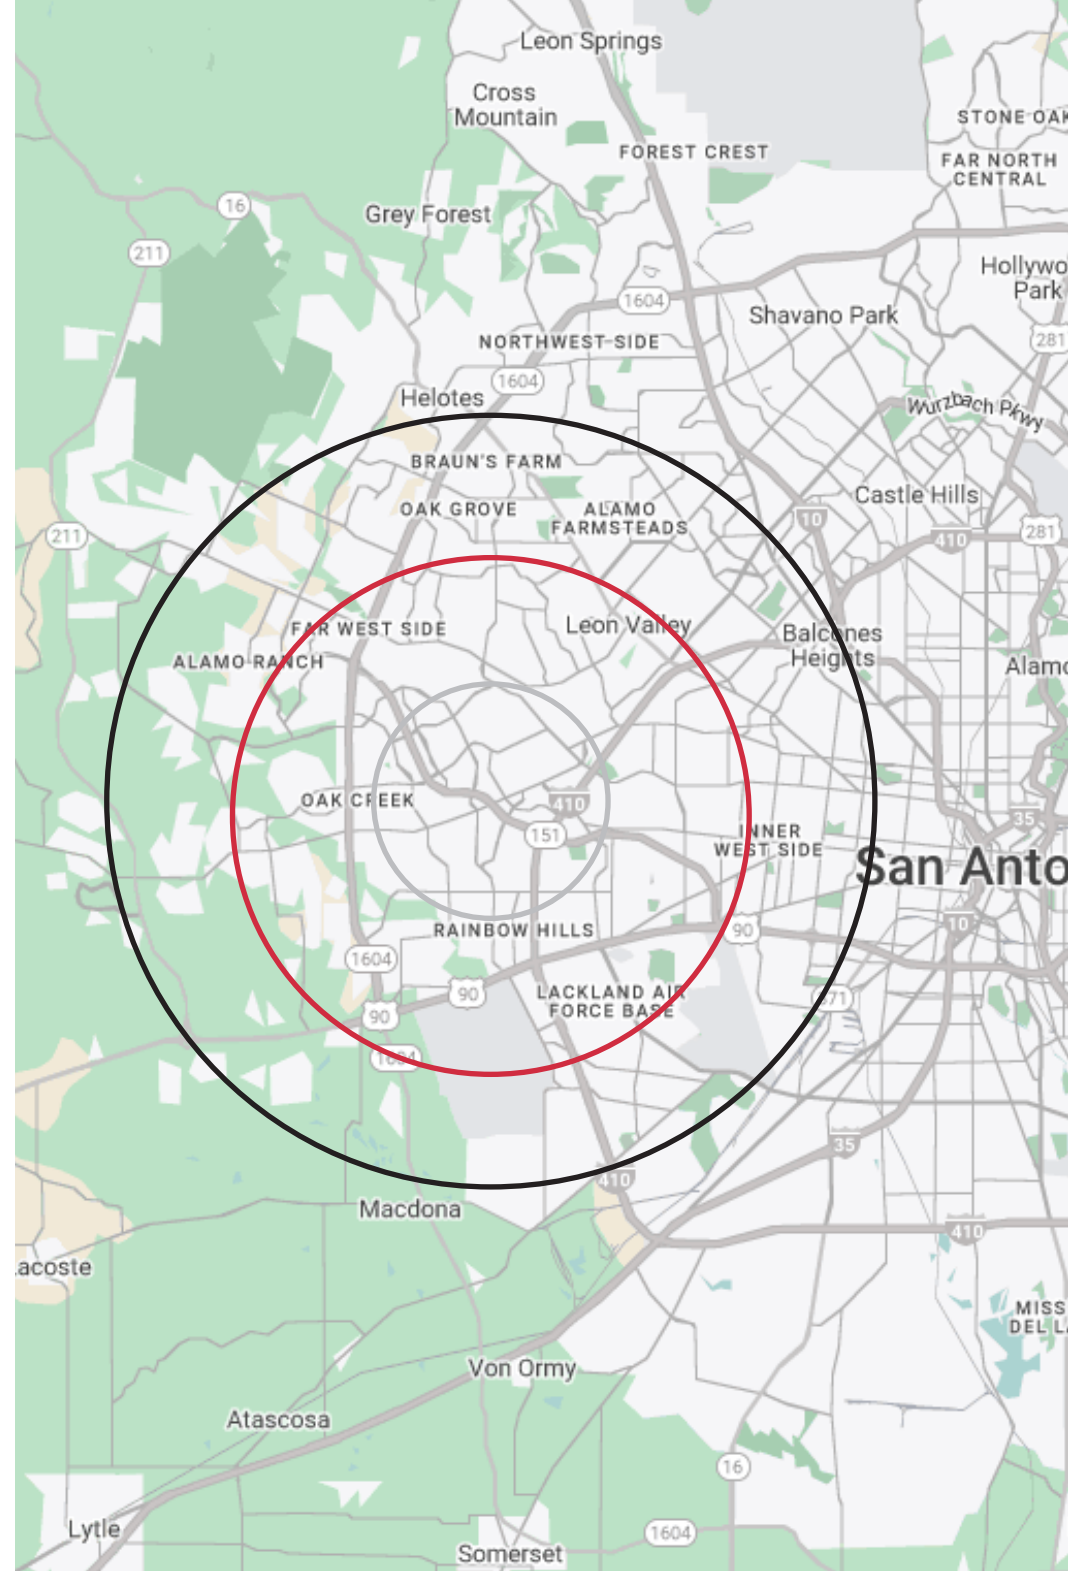 Leon Springs
Cross
Mountain
STONE OAK
FOREST CREST
FAR NORTH
CENTRAL
16
Grey Forest
211
Hollywo
Park
1604
Shavano Park
281
NORTHWEST SIDE
1604
Helotes
Wurzbach Pkwy
BRAUN'S FARM
Castle Hills
OAK GROVE
ALAMO
FARMSTEADS
10
281
211
410
Leon Valley
FAR WEST SIDE
Balcones
Heights
ALAMO RANCH
Alamo
OAK CREEK
410
35
151
INNER
WEST SIDE
San Anto
RAINBOW HILLS
90
10
1604
90
LACKLAND AIR
FORCE BASE
371
90
1604
35
410
Macdona
410
acoste
MISS
DEL L
Von Ormy
Atascosa
16
Lytle
1604
Somerset